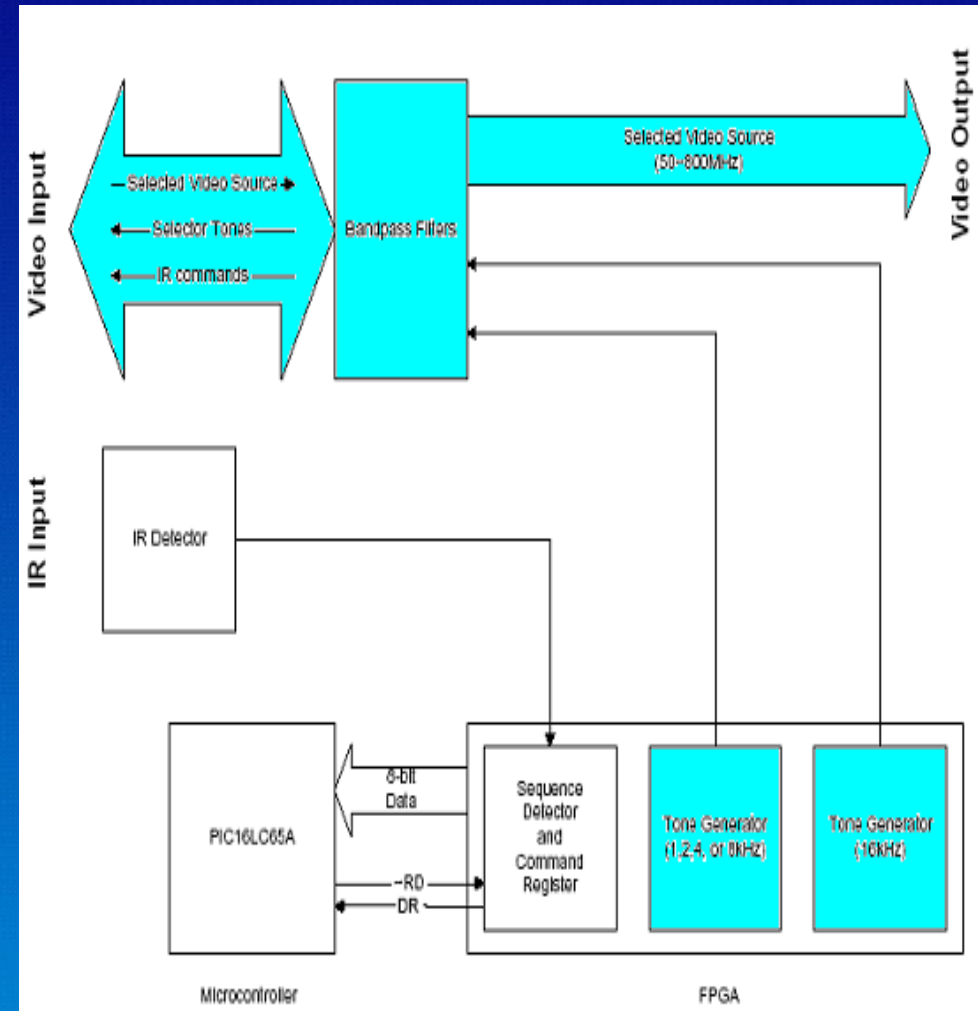 Video Input
Selected Video Source
Selector Tones
IR commands
Bandpass Filters
Selected Video Source
(50~800MHz)
Video Output
IR Input
IR Detector
PIC16LC65A
8-bit
Data
~RD
DR
Sequence
Detector
and
Command
Register
Tone Generator
(1,2,4, or 8kHz)
Tone Generator
(16kHz)
Microcontroller
FPGA